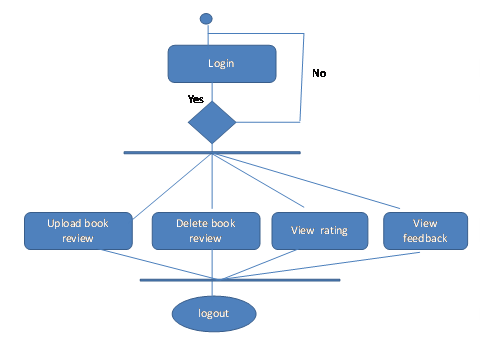 Login
No
Yes
Upload book
review
Delete book
review
View rating
View
feedback
logout